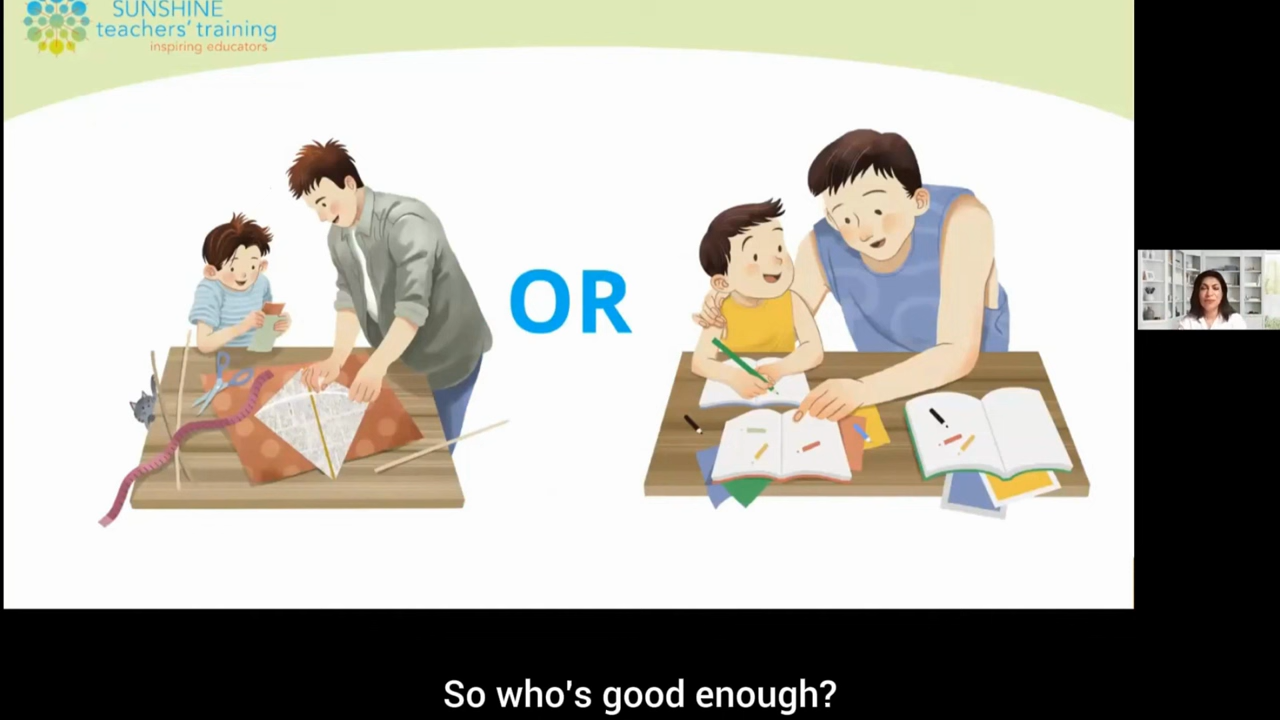 SUNSHINE
teachers' training
inspiring educators
OR
So who's good enough?